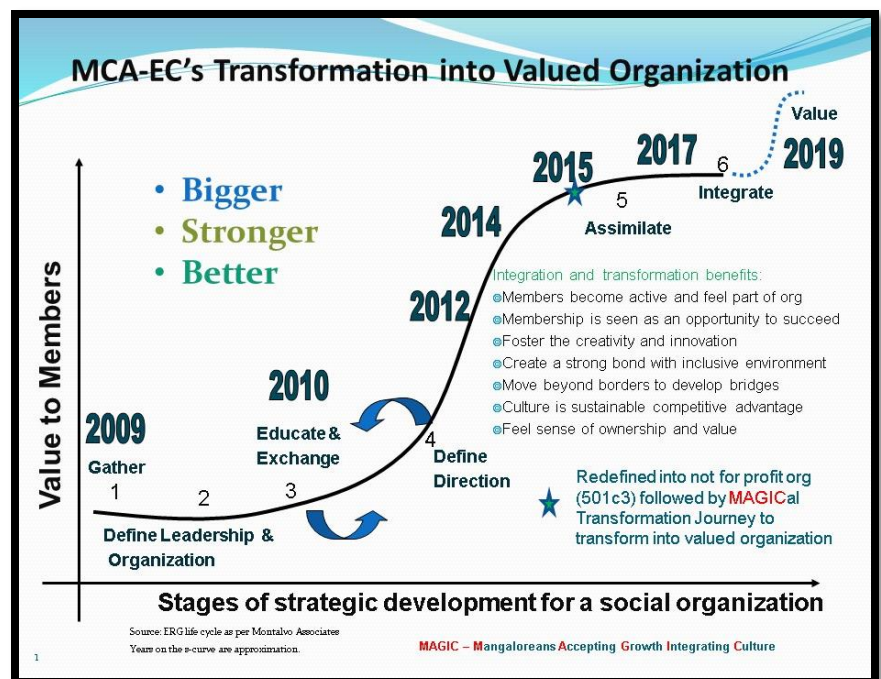 MCA-EC's Transformation into Valued Organization
Value
2019
2017
6
Integrate
2015
5
Assimilate
• Bigger
• Stronger
• Better
2014
2012
Integration and transformation benefits:
Members become active and feel part of org
Membership is seen as an opportunity to succeed
Foster the creativity and innovation
Create a strong bond with inclusive environment
Move beyond borders to develop bridges
Culture is sustainable competitive advantage
Feel sense of ownership and value
Value to Members
2009
Gather
1
2
Define Leadership &
Organization
2010
Educate &
Exchange
3
4
Define
Direction
Redefined into not for profit org
(501c3) followed by MAGICal
Transformation Journey to
transform into valued organization
Stages of strategic development for a social organization
Source: ERG life cycle as per Montalvo Associates
Years on the s-curve are approximation.
MAGIC – Mangaloreans Accepting Growth Integrating Culture
1